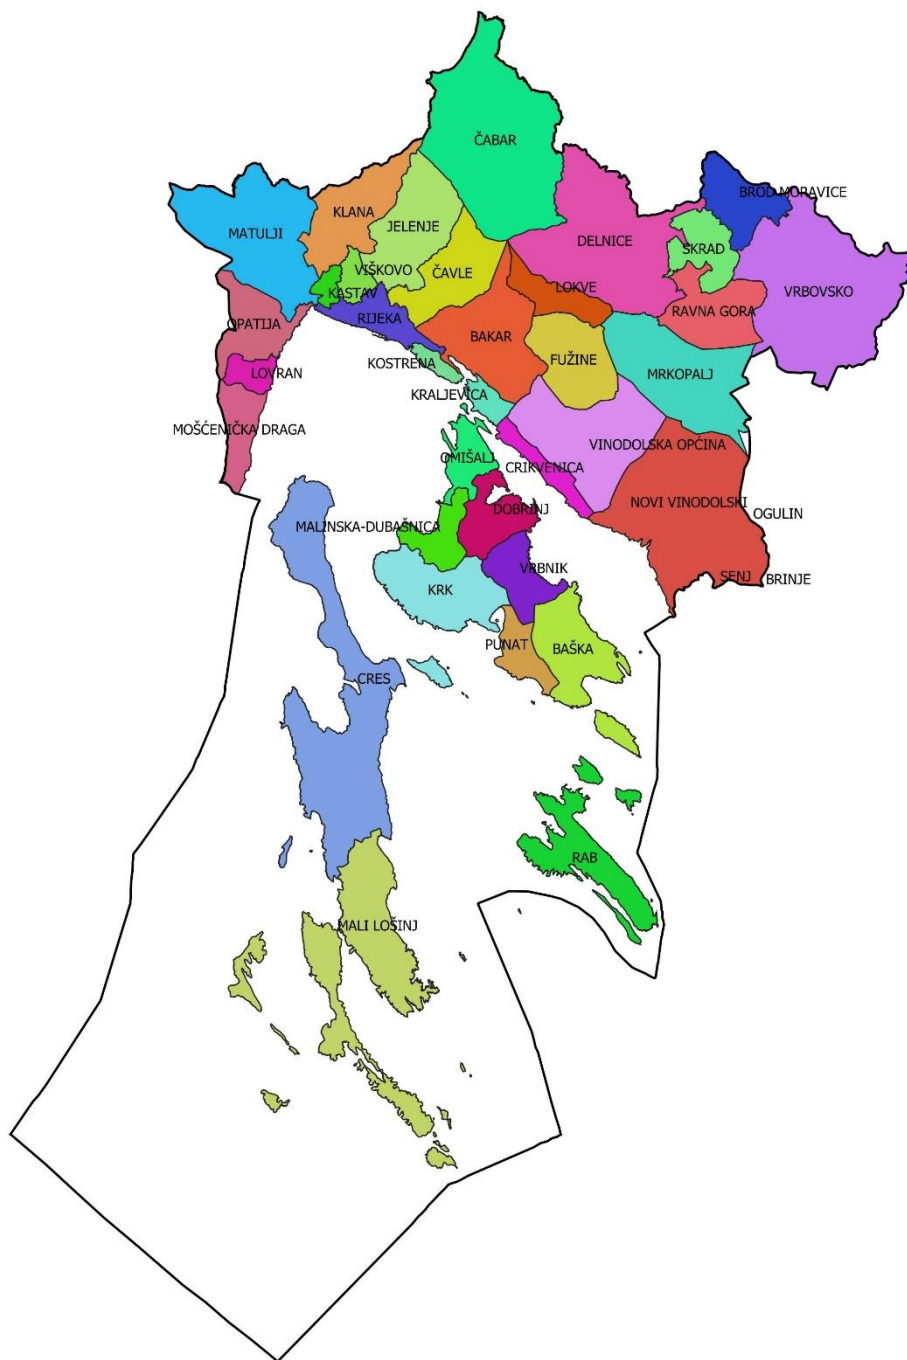 ČABAR
BROD MORAVICE
KLANA
JELENJE
MATULJI
DELNICE
SKRAD
VIŠKOVO
ČAVLE
LOKVE
VRBOVSKO
KASTAV
RAVNA GORA
OPATIJA
RIJEKA
BAKAR
FUŽINE
KOSTRENA
LOVRAN
MRKOPALJ
KRALJEVICA
MOŠĆENIČKA DRAGA
VINODOLSKA OPĆINA
OMIŠALJ
CRIKVENICA
NOVI VINODOLSKI
DOBRINJ
OGULIN
MALINSKA-DUBAŠNICA
VRBNIK
SENJ
BRINJE
KRK
PUNAT
BAŠKA
CRES
RAB
MALI LOŠINJ